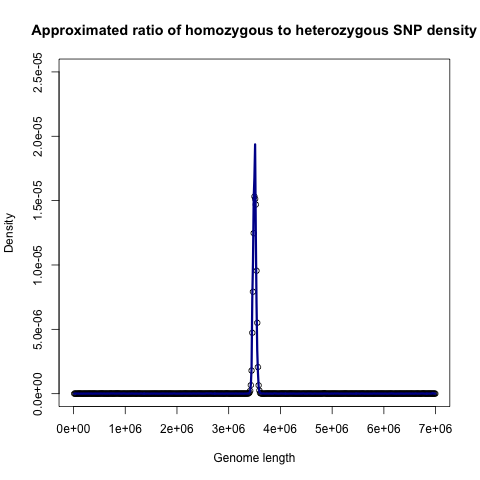 Approximated ratio of homozygous to heterozygous SNP density
2.5e-05
2.0e-05
1.5e-05
1.0e-05
5.0e-06
0.0e+00
Density
0e+00 1e+06 2e+06 3e+06 4e+06 5e+06 6e+06 7e+06
Genome length